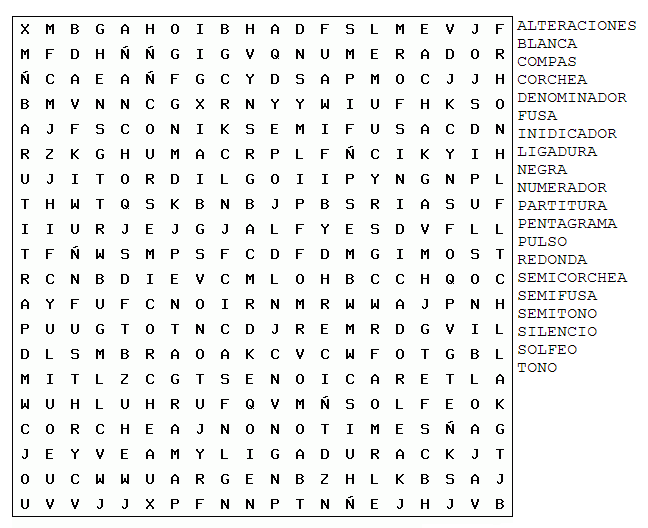 X M B G A H O I B H A D F S L M E V J F
M F D H Ñ Ñ G I G V Q N U M E R A D O R
Ñ C A E A Ñ F G C Y D S A P M O C J J H
B M V N N C G X R N Y Y W I U F H K S O
A J F S C O N I K S E M I F U S A C D N
R Z K G H U M A C R P L F Ñ C I K Y I H
U J I T O R D I L G O I I P Y N G N P L
T H W T Q S K B N B J P B S R I A S U F
I I U R J E J G J A L F Y E S D V F L L
T F Ñ W S M P S F C D F D M G I M O S T
R C N B D I E V C M L O H B C C H Q O C
A Y F U F C N O I R N M R W W A J P N H
P U U G T O T N C D J R E M R D G V I L
D L S M B R A O A K C V C W F O T G B L
M I T L Z C G T S E N O I C A R E T L A
W U H L U H R U F Q V M Ñ S O L F E O K
C O R C H E A J N O N O T I M E S Ñ A G
J E Y V E A M Y L I G A D U R A C K J T
O U C W W U A R G E N B Z H L K B S A J
U V V J J X P F N N P T N Ñ E J H J V B
ALTERACIONES
BLANCA
COMPAS
CORCHEA
DENOMINADOR
FUSA
INIDICADOR
LIGADURA
NEGRA
NUMERADOR
PARTITURA
PENTAGRAMA
PULSO
REDONDA
SEMICORCHEA
SEMIFUSA
SEMITONO
SILENCIO
SOLFEO
TONO